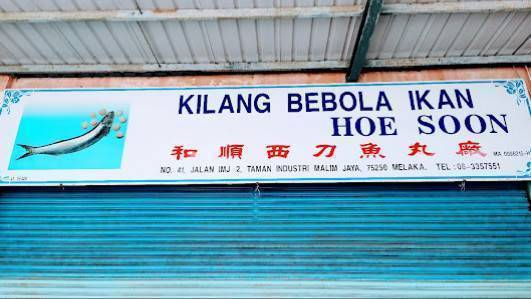 KILANG BEBOLA IKAN
HOE SOON
和順西刀魚丸廠
NO. 41, JALAN IMJ 2, TAMAN INDUSTRI MALIM JAYA, 75250 MELAKA. TEL:06-3357551